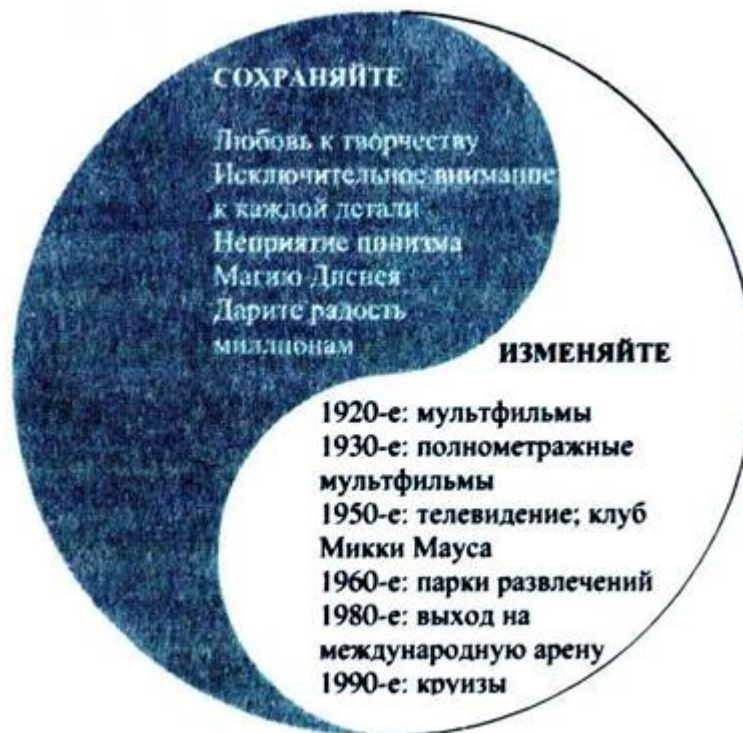 СОХРАНЯЙТЕ
Любовь к творчеству
Исключительное внимание
к каждой детали
Неприятие цинизма
Магию Диснея
Дарите радость
миллионам
ИЗМЕНЯЙТЕ
1920-е: мультфильмы
1930-е: полнометражные
мультфильмы
1950-е: телевидение; клуб
Микки Мауса
1960-е: парки развлечений
1980-е: выход на
международную арену
1990-е: круизы